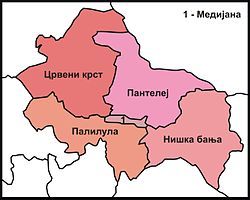 1 - Медијана
Црвени крст
Пантелеј
1
Палилула
Нишка бања